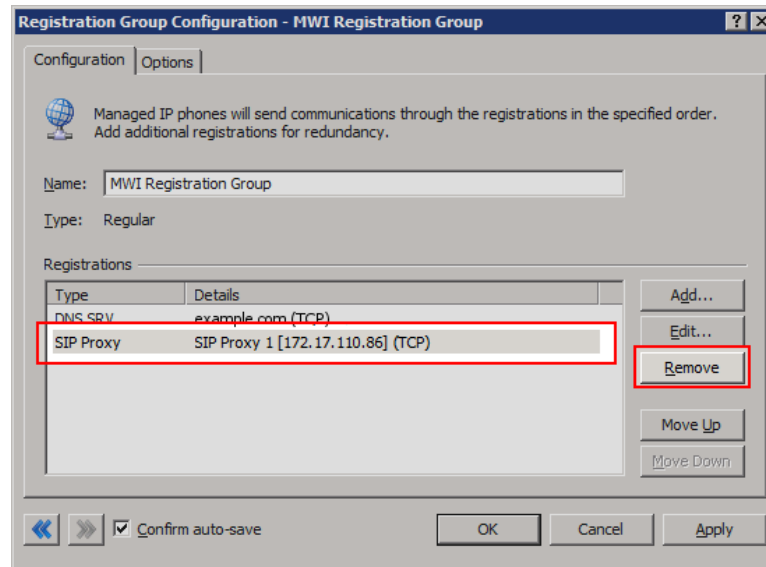 Registration Group Configuration - MWI Registration Group
Configuration Options
Managed IP phones will send communications through the registrations in the specified order.
Add additional registrations for redundancy.
Name: MWI Registration Group
Type: Regular
Registrations
Type Details
DNS SRV example.com (TCP)
SIP Proxy SIP Proxy 1 [172.17.110.86] (TCP)
Add...
Edit...
Remove
Move Up
Move Down
Confirm auto-save
OK Cancel Apply